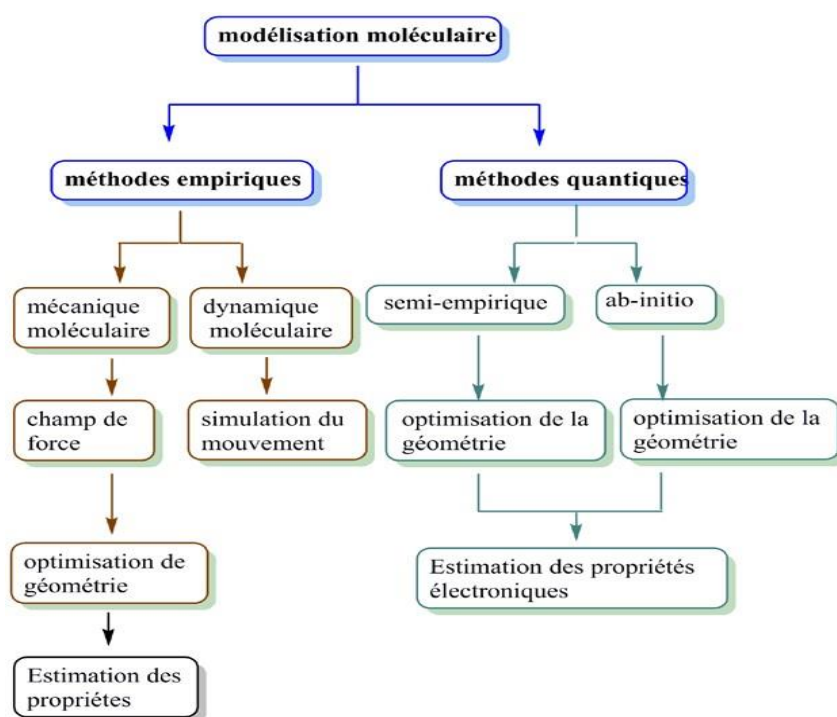 modélisation moléculaire
méthodes empiriques
méthodes quantiques
mécanique
moléculaire
dynamique
moléculaire
semi-empirique
ab-initio
champ de
force
simulation du
mouvement
optimisation de la
géométrie
optimisation de la
géométrie
optimisation de
géométrie
Estimation des propriétés
électroniques
Estimation des
propriétes